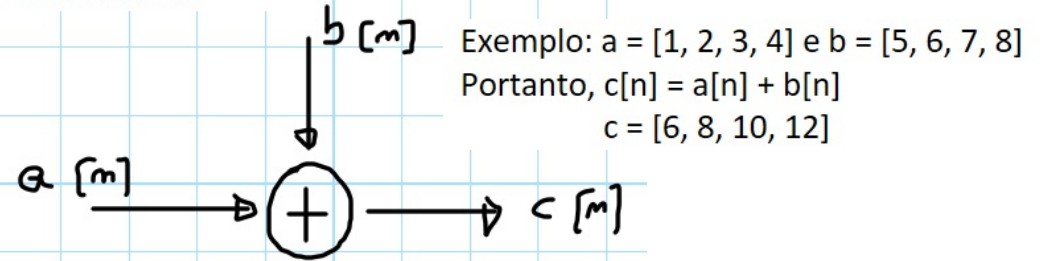 b[n]
Exemplo: a = [1, 2, 3, 4] e b = [5, 6, 7, 8]
Portanto, c[n] = a[n] + b[n]
c = [6, 8, 10, 12]
a [n]
+
c [n]